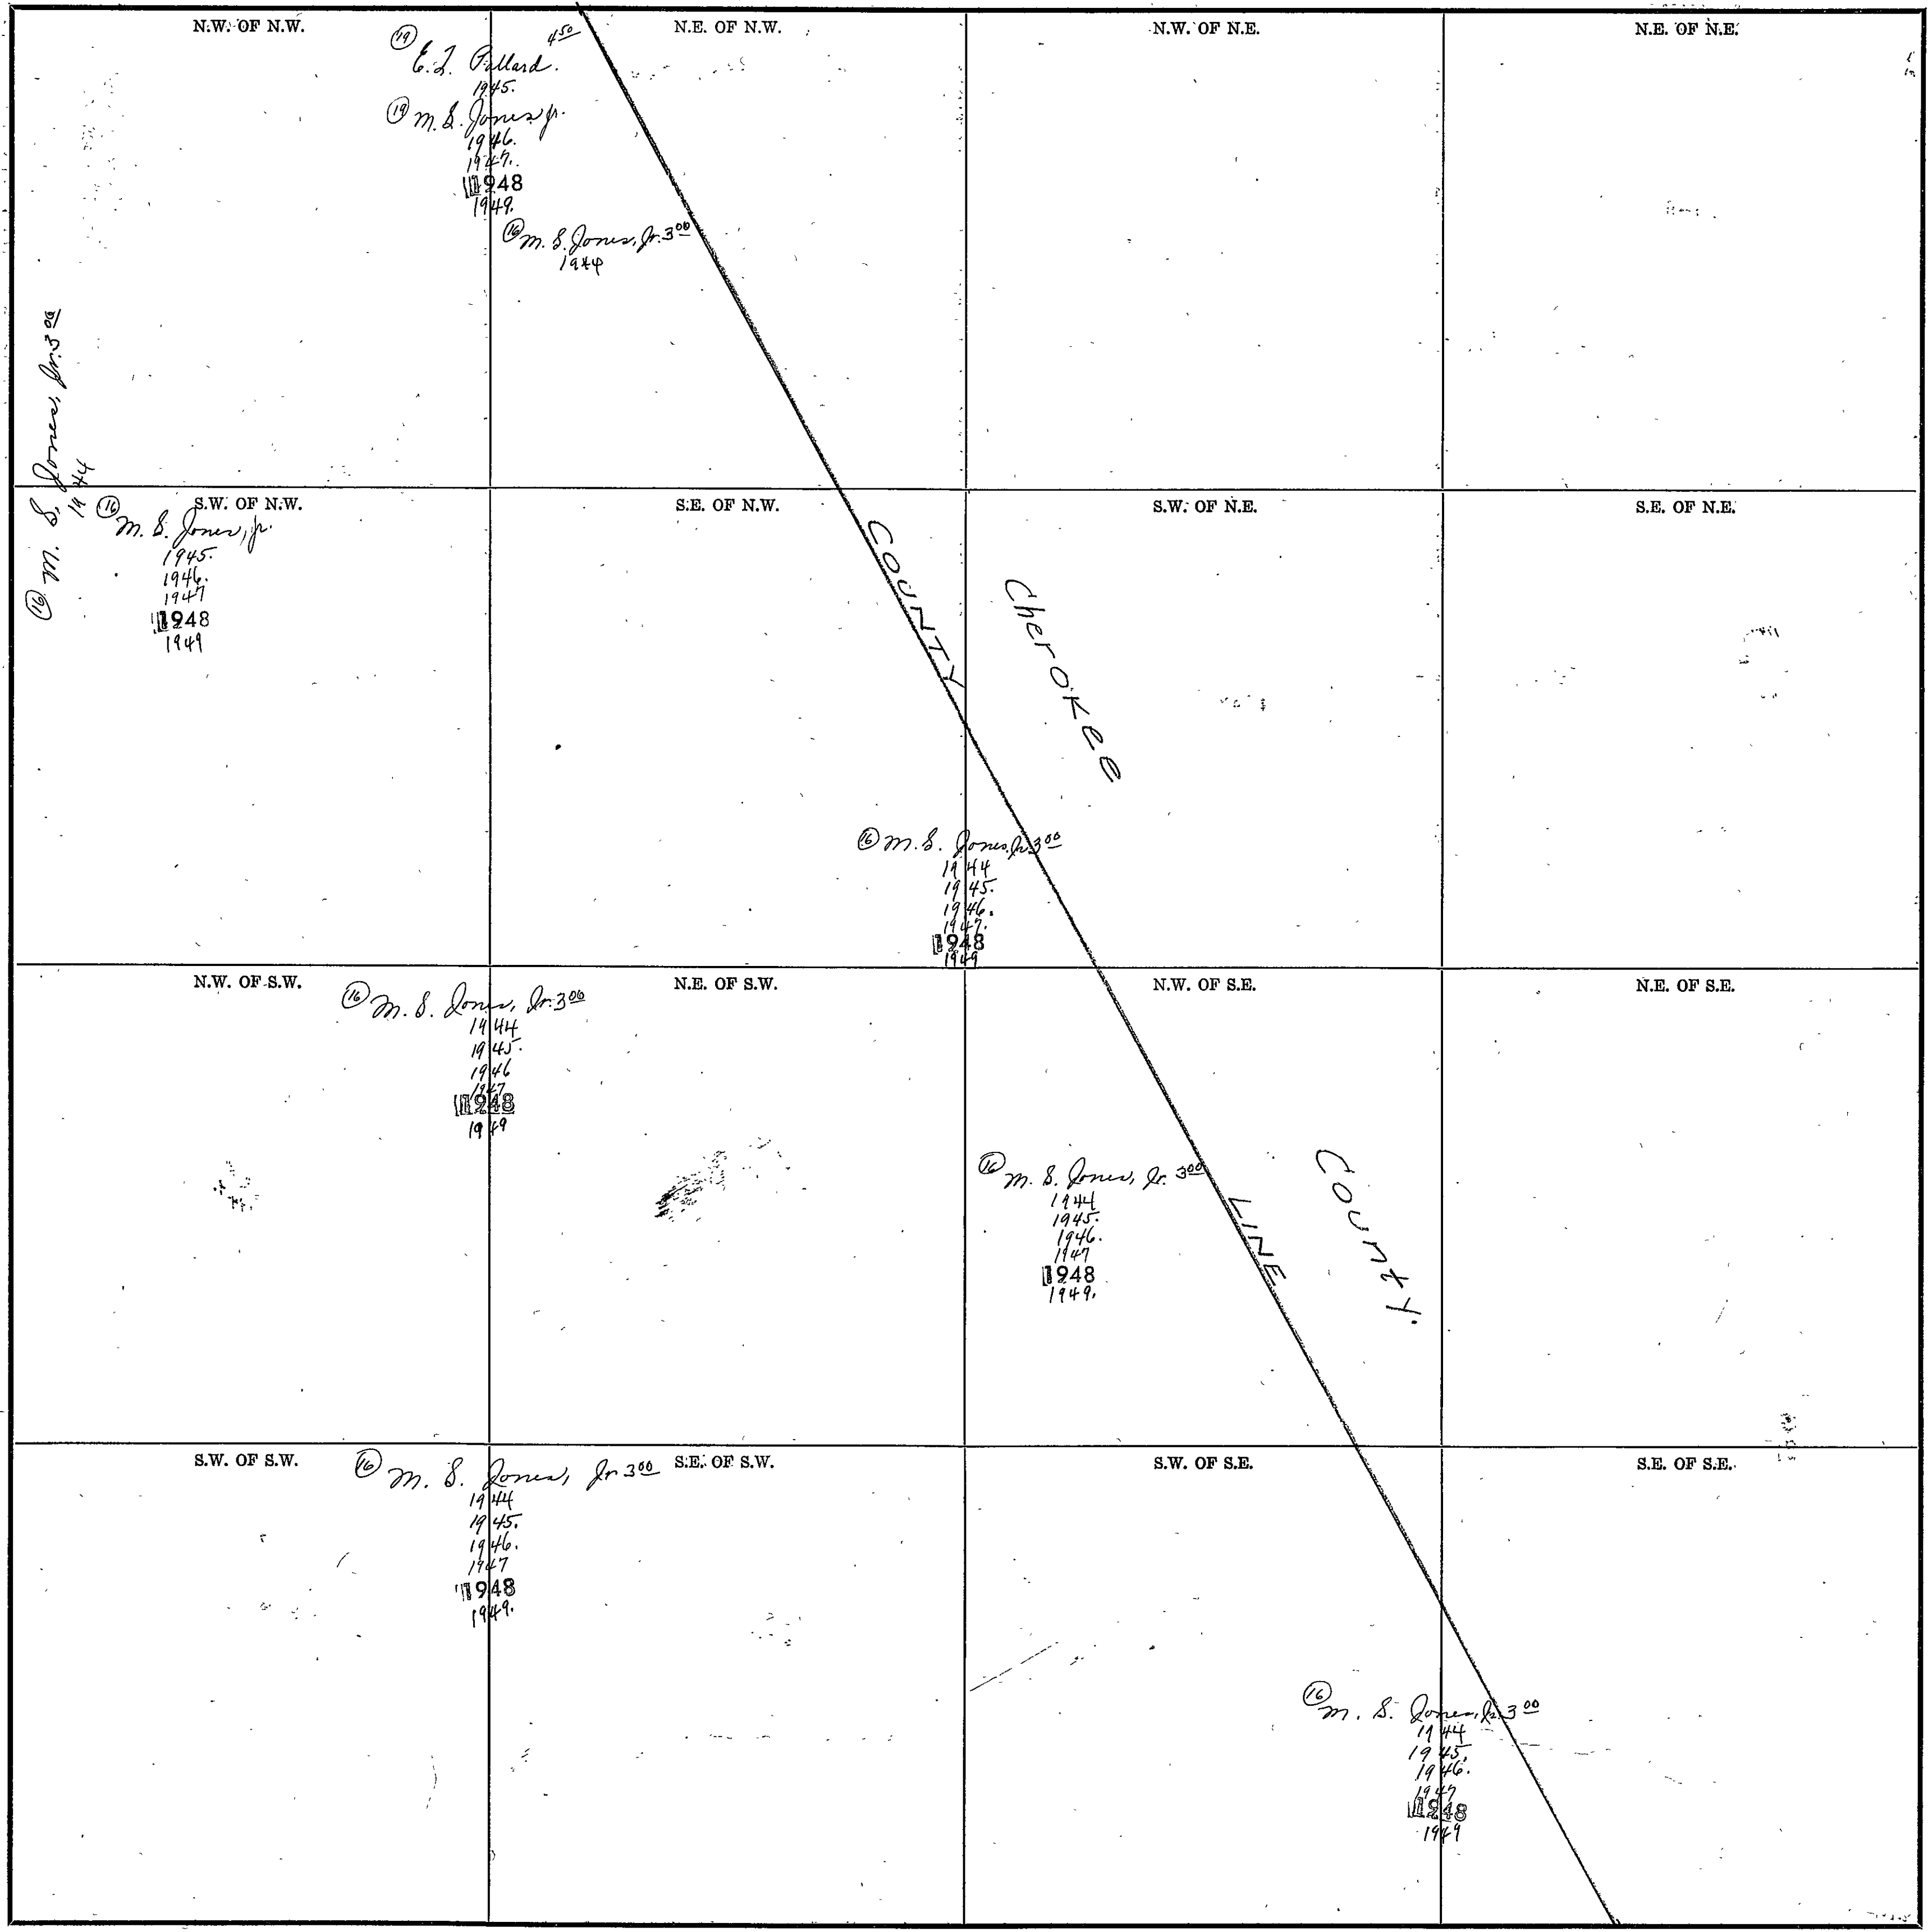 N.W. OF N.W.
N.E. OF N.W.
N.W. OF N.E.
N.E. OF N.E.
19 4 50
E. L. Pollard.
1945.
19 M. S. Jones Jr.
1946.
1947.
1948
1949.
16 M. S. Jones, Jr. 3 00
1944
16 M. S. Jones, Jr. 3 00
1944
S.W. OF N.W.
S.E. OF N.W.
S.W. OF N.E.
S.E. OF N.E.
16 M. S. Jones, Jr.
1945.
1946.
1947
1948
1949
COUNTY
Cherokee
16 M. S. Jones, Jr. 3 00
1944
1945.
1946.
1947.
1948
1949
N.W. OF S.W.
N.E. OF S.W.
N.W. OF S.E.
N.E. OF S.E.
16 M. S. Jones, Jr. 3 00
1944
1945.
1946
1947
1948
1949
16 M. S. Jones, Jr. 3 00
1944
1945.
1946.
1947
1948
1949.
LINE
County.
S.W. OF S.W.
S.E. OF S.W.
S.W. OF S.E.
S.E. OF S.E.
16 M. S. Jones, Jr 3 00
1944
1945.
1946.
1947
1948
1949.
16 M. S. Jones, Jr. 3 00
1944
1945.
1946.
1947
1948
1949